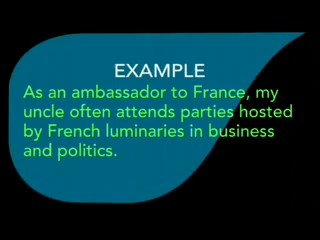 EXAMPLE
As an ambassador to France, my
uncle often attends parties hosted
by French luminaries in business
and politics.